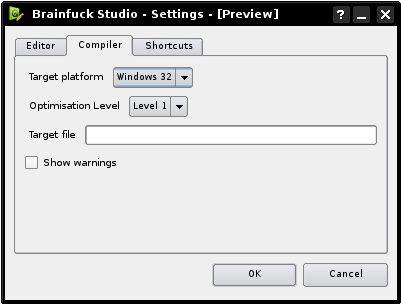 Brainfuck Studio - Settings - [Preview]
Editor Compiler Shortcuts
Target platform Windows 32
Optimisation Level Level 1
Target file
Show warnings
OK Cancel